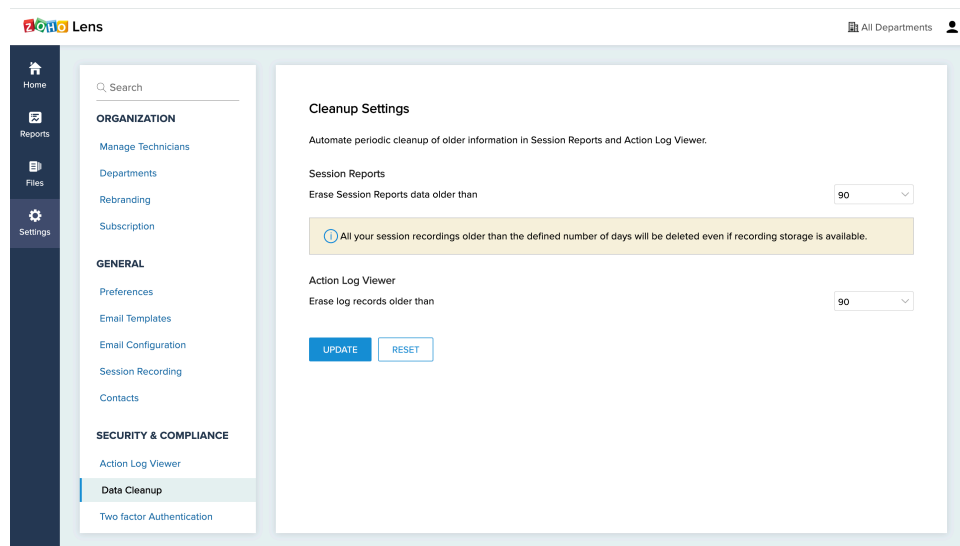 ZOHO Lens
All Departments
Home
Reports
Files
Settings
Search
ORGANIZATION
Manage Technicians
Departments
Rebranding
Subscription
GENERAL
Preferences
Email Templates
Email Configuration
Session Recording
Contacts
SECURITY & COMPLIANCE
Action Log Viewer
Data Cleanup
Two factor Authentication
Cleanup Settings
Automate periodic cleanup of older information in Session Reports and Action Log Viewer.
Session Reports
Erase Session Reports data older than
90
All your session recordings older than the defined number of days will be deleted even if recording storage is available.
Action Log Viewer
Erase log records older than
90
UPDATE
RESET